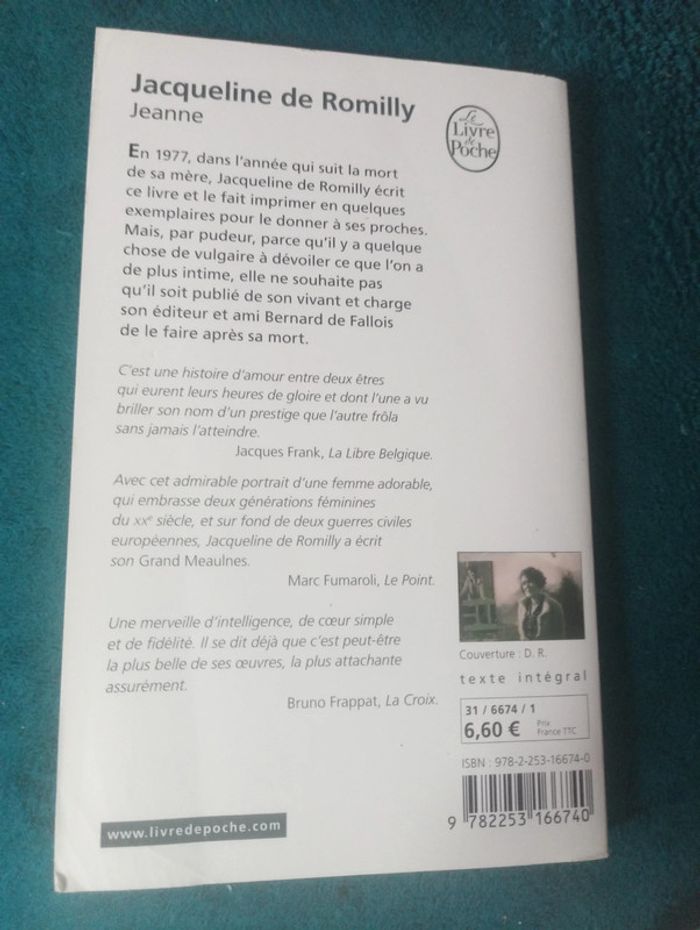 Jacqueline de Romilly
Jeanne
Le
Livre
de
Poche
En 1977, dans l'année qui suit la mort
de sa mère, Jacqueline de Romilly écrit
ce livre et le fait imprimer en quelques
exemplaires pour le donner à ses proches.
Mais, par pudeur, parce qu'il y a quelque
chose de vulgaire à dévoiler ce que l'on a
de plus intime, elle ne souhaite pas
qu'il soit publié de son vivant et charge
son éditeur et ami Bernard de Fallois
de le faire après sa mort.
C'est une histoire d'amour entre deux êtres
qui eurent leurs heures de gloire et dont l'une a vu
briller son nom d'un prestige que l'autre frôla
sans jamais l'atteindre.
Jacques Frank, La Libre Belgique.
Avec cet admirable portrait d'une femme adorable,
qui embrasse deux générations féminines
du XXe siècle, et sur fond de deux guerres civiles
européennes, Jacqueline de Romilly a écrit
son Grand Meaulnes.
Marc Fumaroli, Le Point.
Une merveille d'intelligence, de cœur simple
et de fidélité. Il se dit déjà que c'est peut-être
la plus belle de ses œuvres, la plus attachante
assurément.
Bruno Frappat, La Croix.
Couverture : D. R.
texte intégral
31 / 6674 / 1
6,60 € Prix
France TTC
ISBN : 978-2-253-16674-0
9 782253 166740
www.livredepoche.com